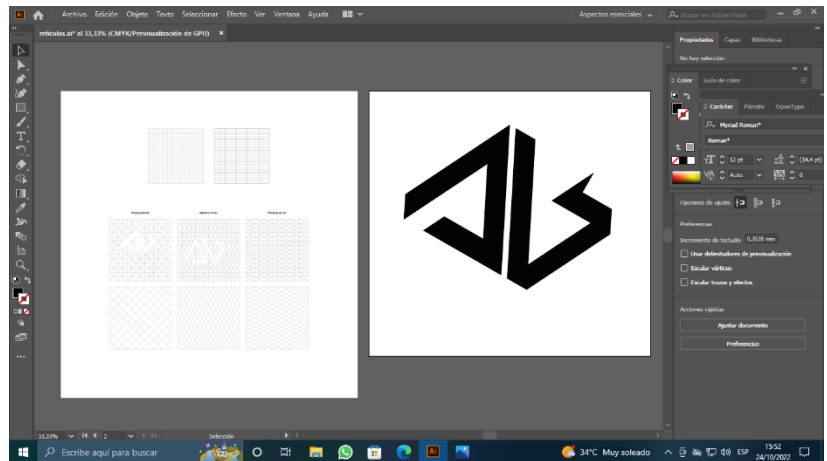 Archivo Edición Objeto Texto Seleccionar Efecto Ver Ventana Ayuda
Aspectos esenciales
Buscar en Adobe Stock
reticulas.ai* al 33,33% (CMYK/Previsualización de GPU) ×
Propiedades Capas Bibliotecas
No hay selección
Color Guía de color
Carácter Párrafo OpenType
Myriad Roman*
Roman*
12 pt (14,4 pt)
Auto 0
Opciones de ajuste
Preferencias
Incremento de teclado: 0,3528 mm
Usar delimitadores de previsualización
Escalar vértices
Escalar trazos y efectos
Acciones rápidas
Ajustar documento
Preferencias
33,33% 2 Selección
Escribe aquí para buscar
34°C Muy soleado
ESP
15:52
24/10/2022